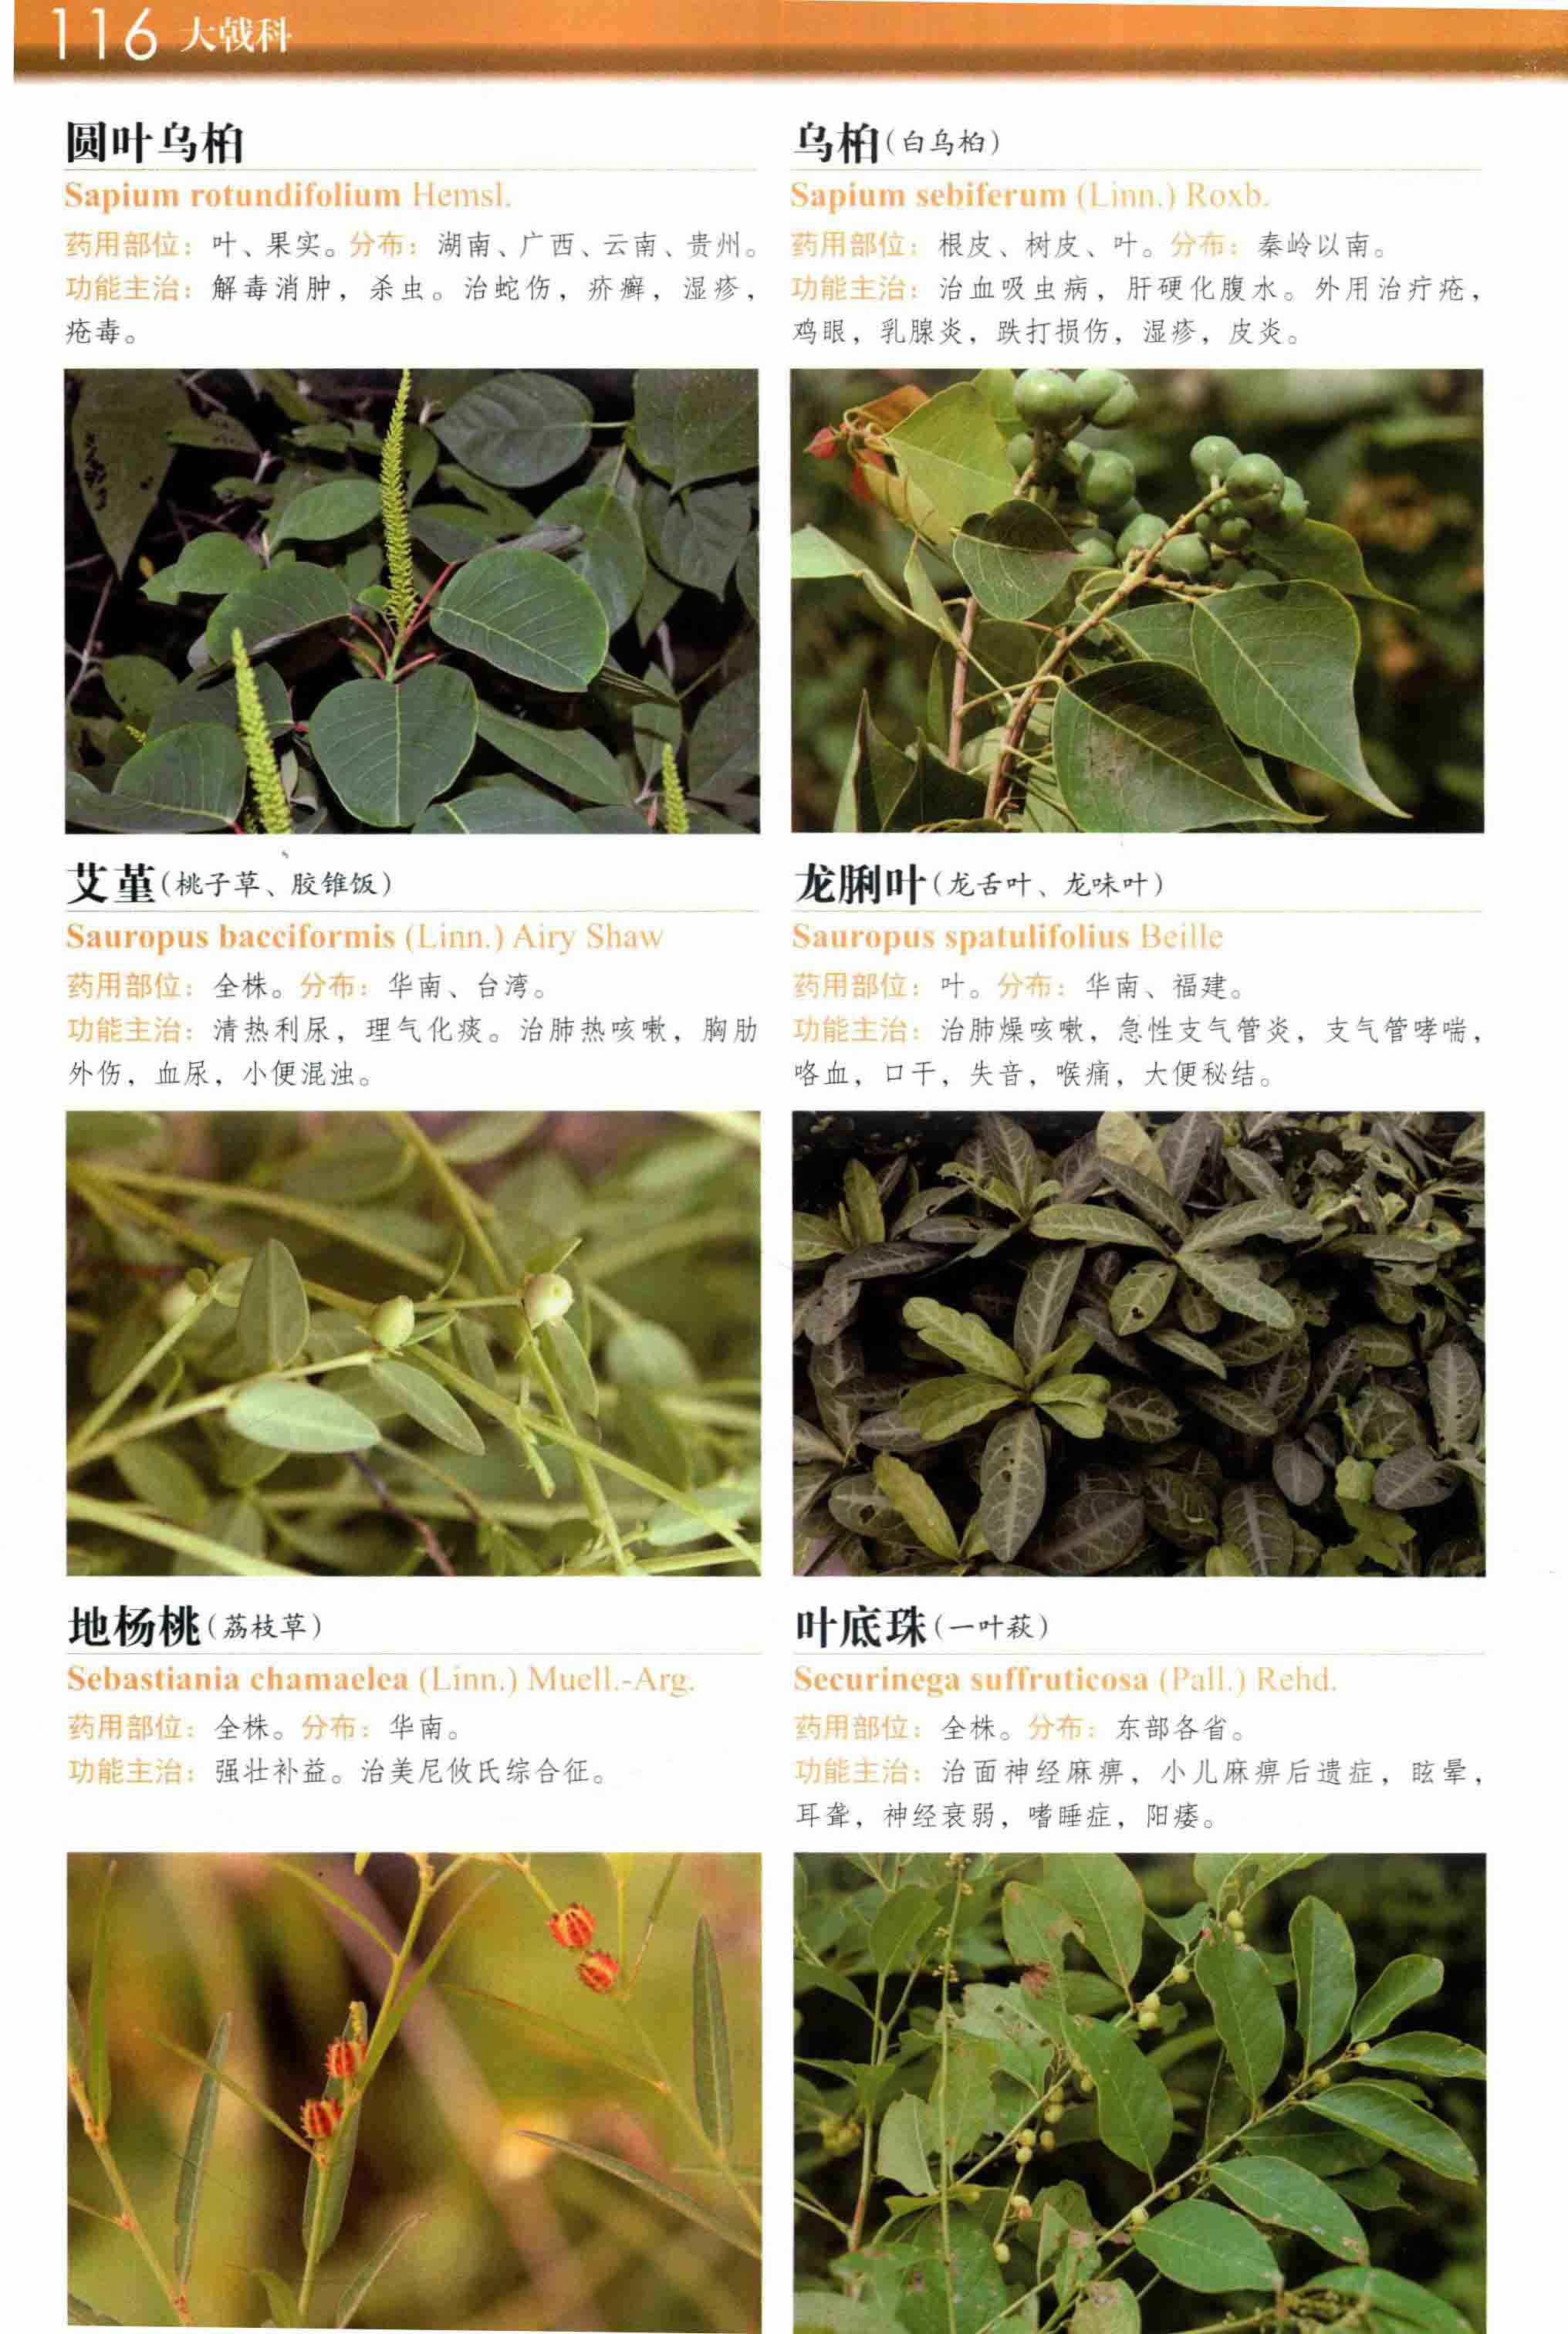 116 大戟科
圆叶乌桕
Sapium rotundifolium Hemsl.
药用部位：叶、果实。分布：湖南、广西、云南、贵州。
功能主治：解毒消肿，杀虫。治蛇伤，疥癣，湿疹，
疮毒。
乌桕（白乌桕）
Sapium sebiferum (Linn.) Roxb.
药用部位：根皮、树皮、叶。分布：秦岭以南。
功能主治：治血吸虫病，肝硬化腹水。外用治疔疮，
鸡眼，乳腺炎，跌打损伤，湿疹，皮炎。
艾堇（桃子草、胶锥饭）
Sauropus bacciformis (Linn.) Airy Shaw
药用部位：全株。分布：华南、台湾。
功能主治：清热利尿，理气化痰。治肺热咳嗽，胸肋
外伤，血尿，小便混浊。
龙脷叶（龙舌叶、龙味叶）
Sauropus spatulifolius Beille
药用部位：叶。分布：华南、福建。
功能主治：治肺燥咳嗽，急性支气管炎，支气管哮喘，
咯血，口干，失音，喉痛，大便秘结。
地杨桃（荔枝草）
Sebastiania chamaelea (Linn.) Muell.-Arg.
药用部位：全株。分布：华南。
功能主治：强壮补益。治美尼攸氏综合征。
叶底珠（一叶萩）
Securinega suffruticosa (Pall.) Rehd.
药用部位：全株。分布：东部各省。
功能主治：治面神经麻痹，小儿麻痹后遗症，眩晕，
耳聋，神经衰弱，嗜睡症，阳痿。